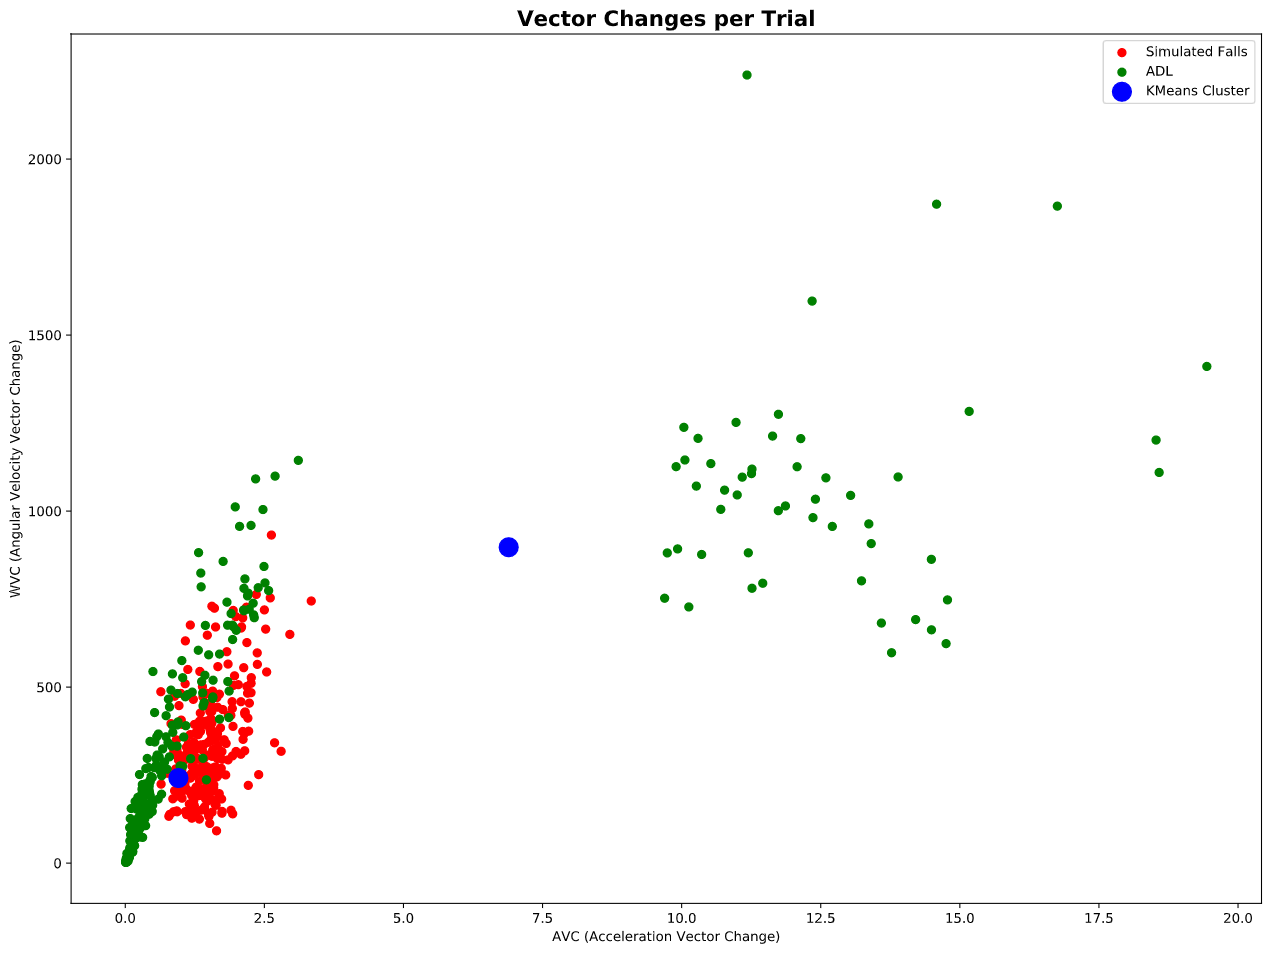 Vector Changes per Trial
Simulated Falls
ADL
KMeans Cluster
WVC (Angular Velocity Vector Change)
2000
1500
1000
500
0
0.0 2.5 5.0 7.5 10.0 12.5 15.0 17.5 20.0
AVC (Acceleration Vector Change)